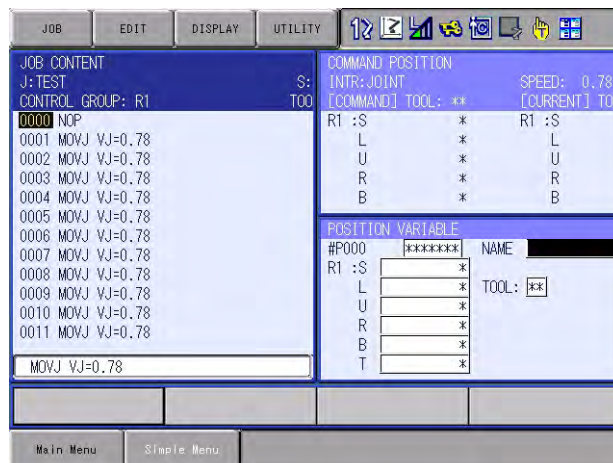 JOB EDIT DISPLAY UTILITY
JOB CONTENT
J:TEST S:
CONTROL GROUP: R1 TOO
0000 NOP
0001 MOVJ VJ=0.78
0002 MOVJ VJ=0.78
0003 MOVJ VJ=0.78
0004 MOVJ VJ=0.78
0005 MOVJ VJ=0.78
0006 MOVJ VJ=0.78
0007 MOVJ VJ=0.78
0008 MOVJ VJ=0.78
0009 MOVJ VJ=0.78
0010 MOVJ VJ=0.78
0011 MOVJ VJ=0.78
MOVJ VJ=0.78
COMMAND POSITION
INTR:JOINT SPEED: 0.78
[COMMAND] TOOL: ** [CURRENT] TO
R1 :S * R1 :S
L * L
U * U
R * R
B * B
POSITION VARIABLE
#P000 ******* NAME
R1 :S *
L * TOOL: **
U *
R *
B *
T *
Main Menu Simple Menu